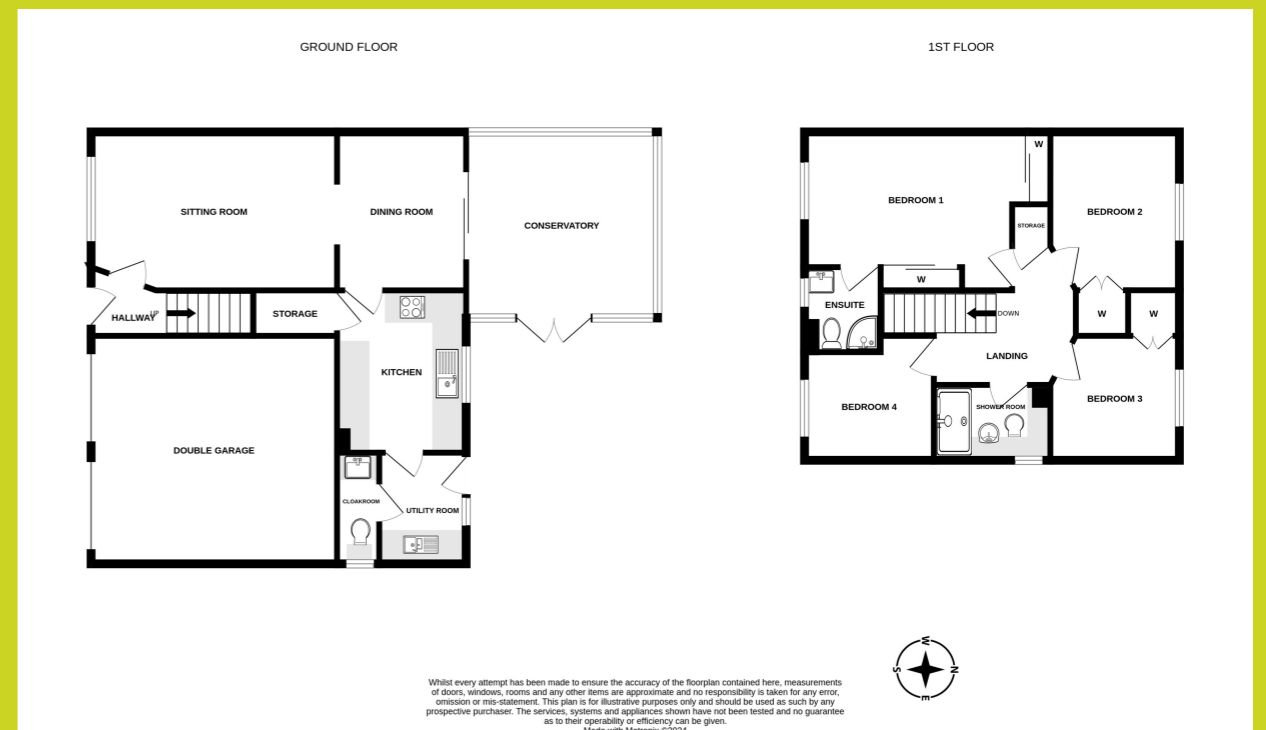 GROUND FLOOR
1ST FLOOR
SITTING ROOM
DINING ROOM
CONSERVATORY
HALLWAY
UP
STORAGE
KITCHEN
DOUBLE GARAGE
CLOAKROOM
UTILITY ROOM
W
BEDROOM 1
BEDROOM 2
STORAGE
W
ENSUITE
DOWN
W
W
LANDING
BEDROOM 3
BEDROOM 4
SHOWER ROOM
W
S
N
E
Whilst every attempt has been made to ensure the accuracy of the floorplan contained here, measurements
of doors, windows, rooms and any other items are approximate and no responsibility is taken for any error,
omission or mis-statement. This plan is for illustrative purposes only and should be used as such by any
prospective purchaser. The services, systems and appliances shown have not been tested and no guarantee
as to their operability or efficiency can be given.
Made with Metropix ©2024